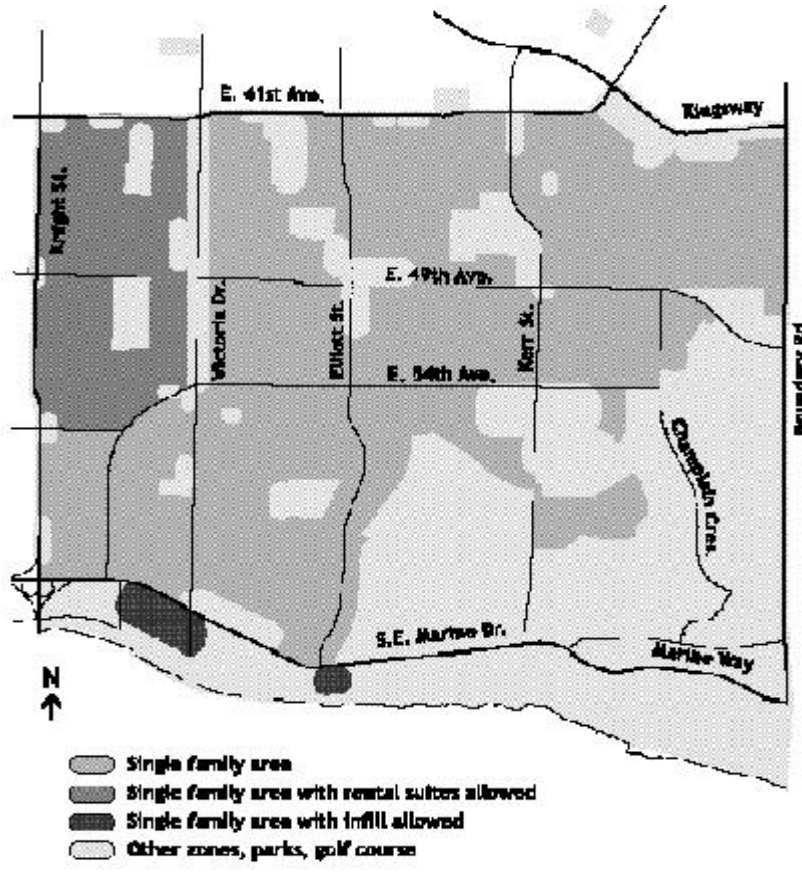 E. 41st Ave.
Kingsway
Knight St.
E. 49th Ave.
Victoria Dr.
Elliott St.
Kerr St.
Boundary Rd.
E. 54th Ave.
Champlain Cres.
S.E. Marine Dr.
Marine Way
N
Single family area
Single family area with rental suites allowed
Single family area with infill allowed
Other zones, parks, golf course